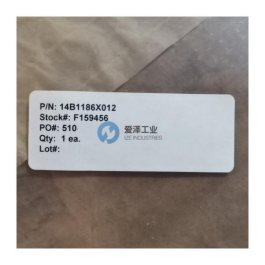 P/N: 14B1186X012
Stock#: F159456
PO#: 510
Qty: 1 ea.
Lot#:
爱泽工业
IZE INDUSTRIES